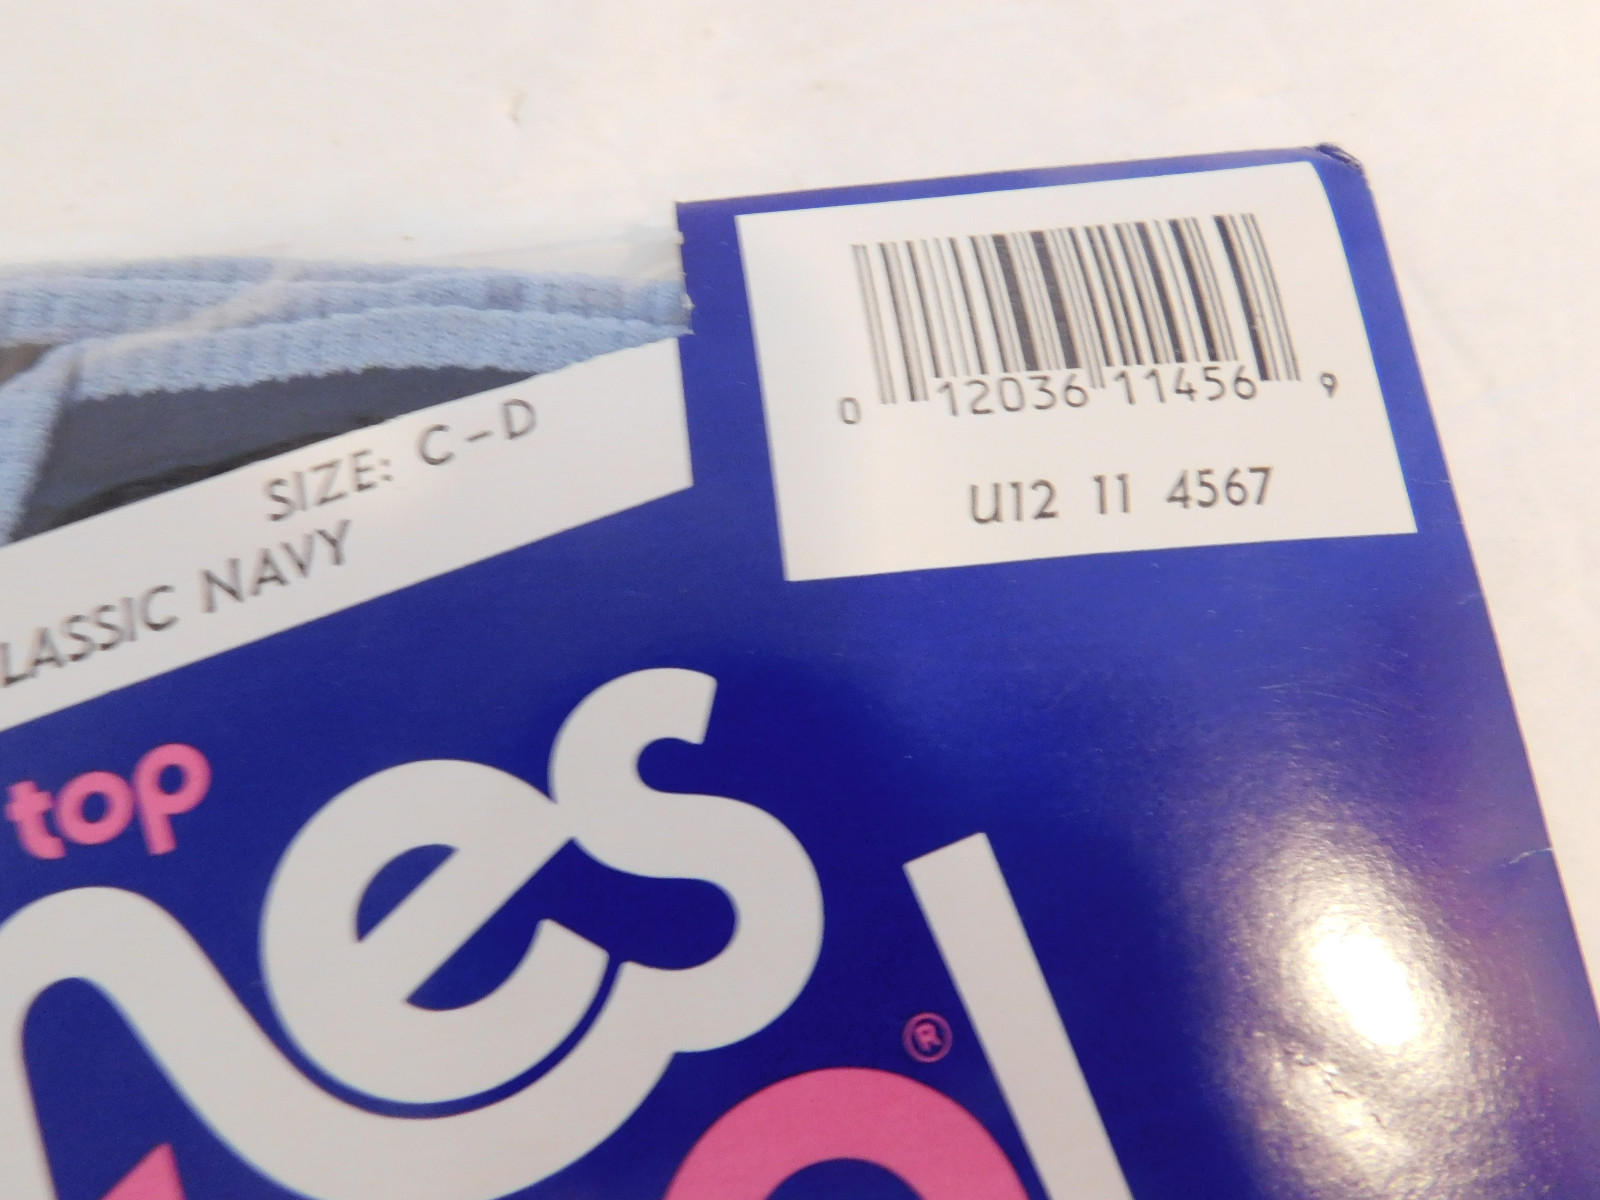 0 12036 11456 9
U12 11 4567
SIZE: C-D
LASSIC NAVY
top
nes
®